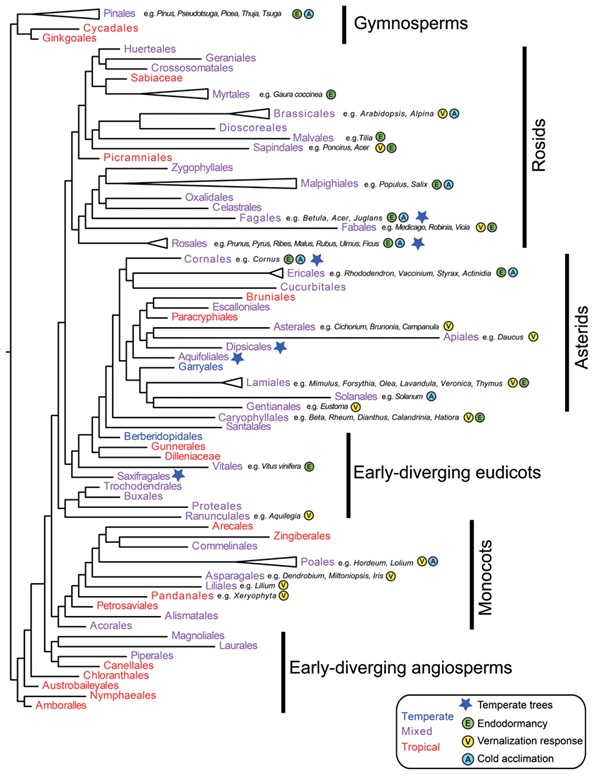 Pinales e.g. Pinus, Pseudotsuga, Picea, Thuja, Tsuga E A
Cycadales
Ginkgoales
Gymnosperms
Huerteales
Geraniales
Crossosomatales
Sabiaceae
Myrtales e.g. Gaura coccinea E
Brassicales e.g. Arabidopsis, Alpina V A
Dioscoreales
Malvales e.g.Tilia E
Sapindales e.g. Poncirus, Acer V E
Picramniales
Zygophyllales
Malpighiales e.g. Populus, Salix E A
Oxalidales
Celastrales
Fagales e.g. Betula, Acer, Juglans E A
Fabales e.g. Medicago, Robinia, Vicia V E
Rosales e.g. Prunus, Pyrus, Ribes, Malus, Rubus, Ulmus, Ficus E A
Rosids
Cornales e.g. Cornus E A
Ericales e.g. Rhododendron, Vaccinium, Styrax, Actinidia E A
Cucurbitales
Bruniales
Escalloniales
Paracryphiales
Asterales e.g. Cichorium, Brunonia, Campanula V
Apiales e.g. Daucus V
Dipsicales
Aquifoliales
Garryales
Lamiales e.g. Mimulus, Forsythia, Olea, Lavandula, Veronica, Thymus V E
Solanales e.g. Solanum A
Gentianales e.g. Eustoma V
Asterids
Caryophyllales e.g. Beta, Rheum, Dianthus, Calandrinia, Hatiora V E
Santalales
Berberidopidales
Gunnerales
Dilleniaceae
Vitales e.g. Vitus vinifera E
Saxifragales
Trochodendrales
Buxales
Proteales
Ranunculales e.g. Aquilegia V
Early-diverging eudicots
Arecales
Zingiberales
Commelinales
Poales e.g. Hordeum, Lolium V A
Asparagales e.g. Dendrobium, Miltoniopsis, Iris V
Liliales e.g. Lilium V
Pandanales e.g. Xeryophyta V
Petrosaviales
Alismatales
Acorales
Monocots
Magnoliales
Laurales
Piperales
Canellales
Chloranthales
Austrobaileyales
Nymphaeales
Amboralles
Early-diverging angiosperms
Temperate
Mixed
Tropical
Temperate trees
E Endodormancy
V Vernalization response
A Cold acclimation